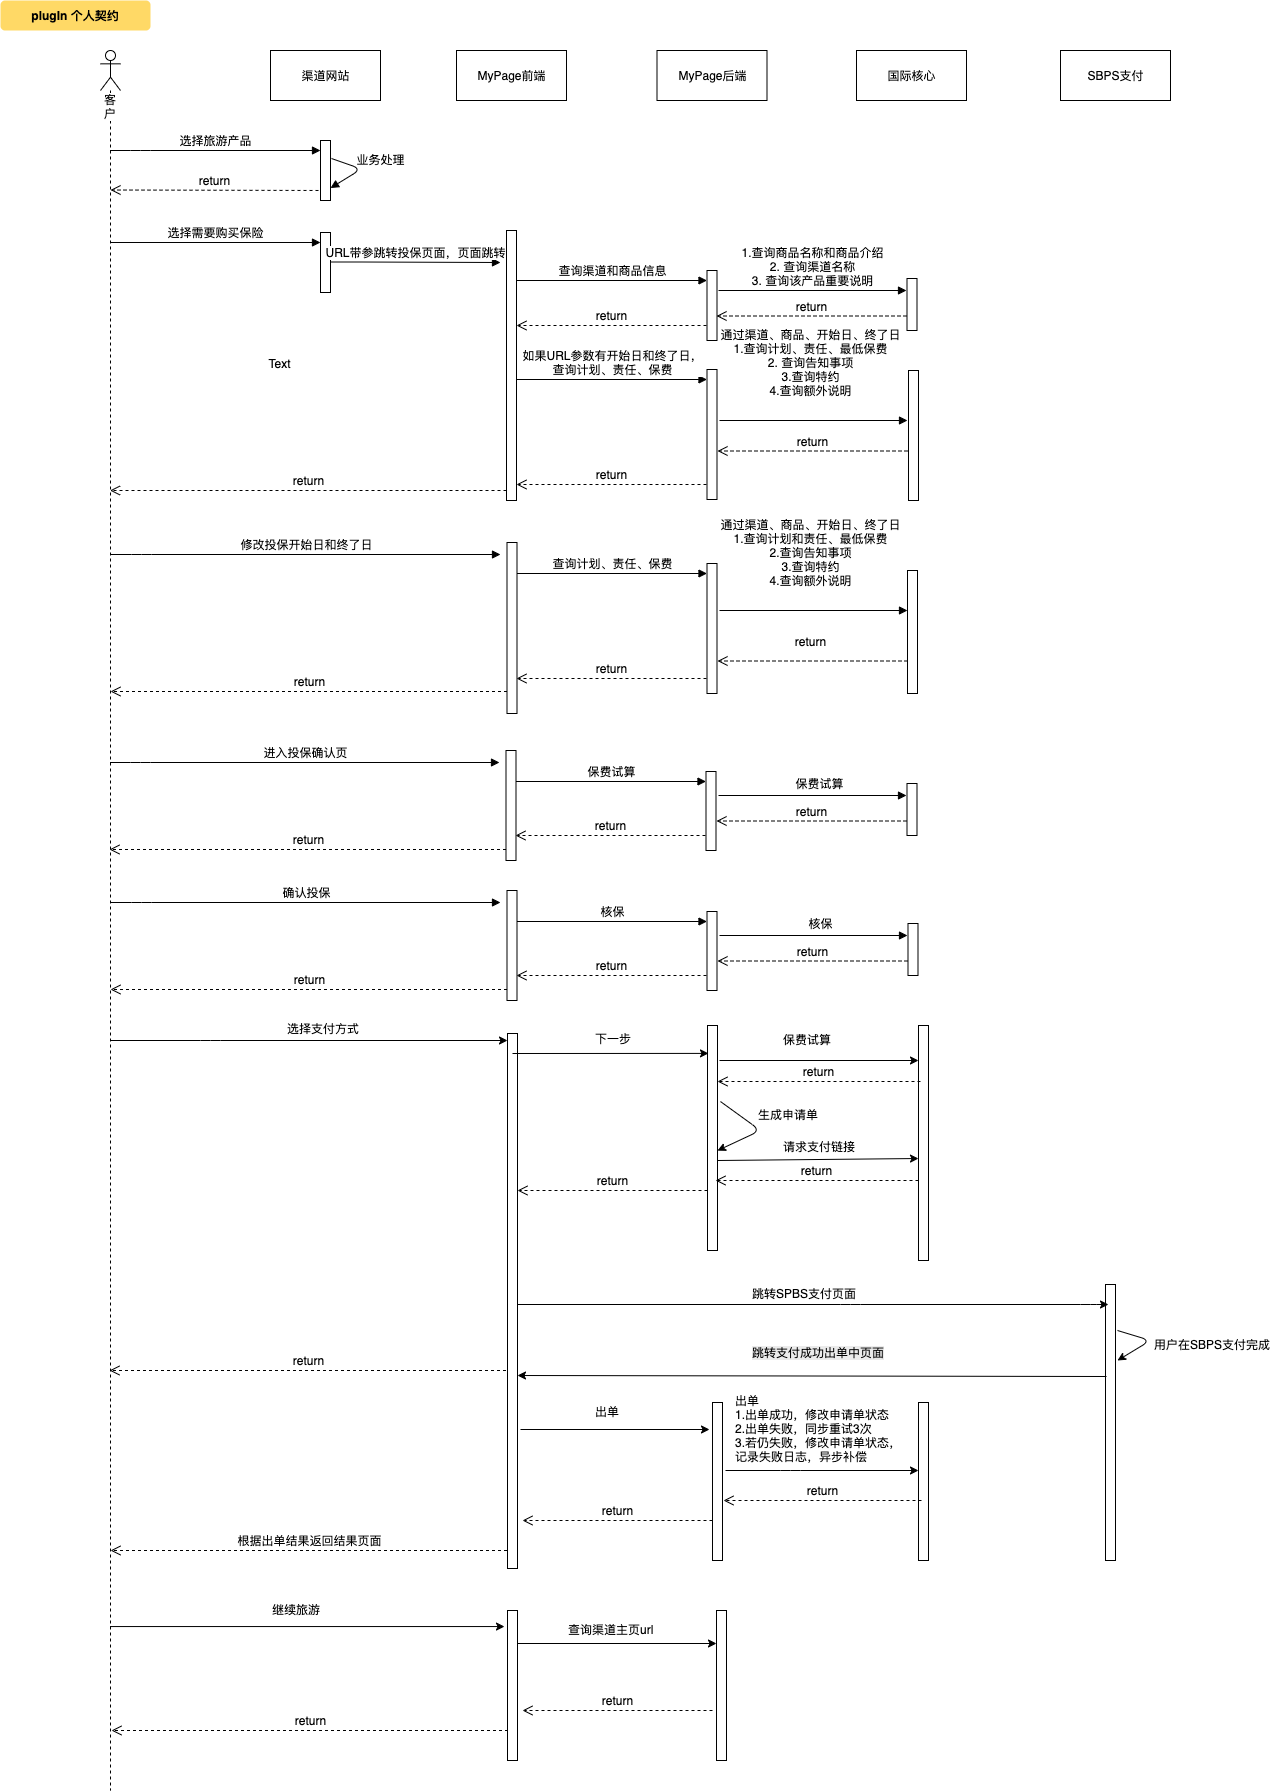 plugin 个人契约
客
户
渠道网站
MyPage前端
MyPage后端
国际核心
SBPS支付
选择旅游产品
业务处理
return
选择需要购买保险
URL带参跳转投保页面，页面跳转
查询渠道和商品信息
1.查询商品名称和商品介绍
2. 查询渠道名称
3. 查询该产品重要说明
return
return
Text
如果URL参数有开始日和终了日，
查询计划、责任、保费
通过渠道、商品、开始日、终了日
1.查询计划、责任、最低保费
2. 查询告知事项
3.查询特约
4.查询额外说明
return
return
return
修改投保开始日和终了日
查询计划、责任、保费
通过渠道、商品、开始日、终了日
1.查询计划和责任、最低保费
2.查询告知事项
3.查询特约
4.查询额外说明
return
return
return
进入投保确认页
保费试算
保费试算
return
return
return
确认投保
核保
核保
return
return
return
选择支付方式
下一步
保费试算
return
生成申请单
请求支付链接
return
return
跳转SPBS支付页面
用户在SBPS支付完成
跳转支付成功出单中页面
return
出单
出单
1.出单成功，修改申请单状态
2.出单失败，同步重试3次
3.若仍失败，修改申请单状态，
记录失败日志，异步补偿
return
return
根据出单结果返回结果页面
继续旅游
查询渠道主页url
return
return